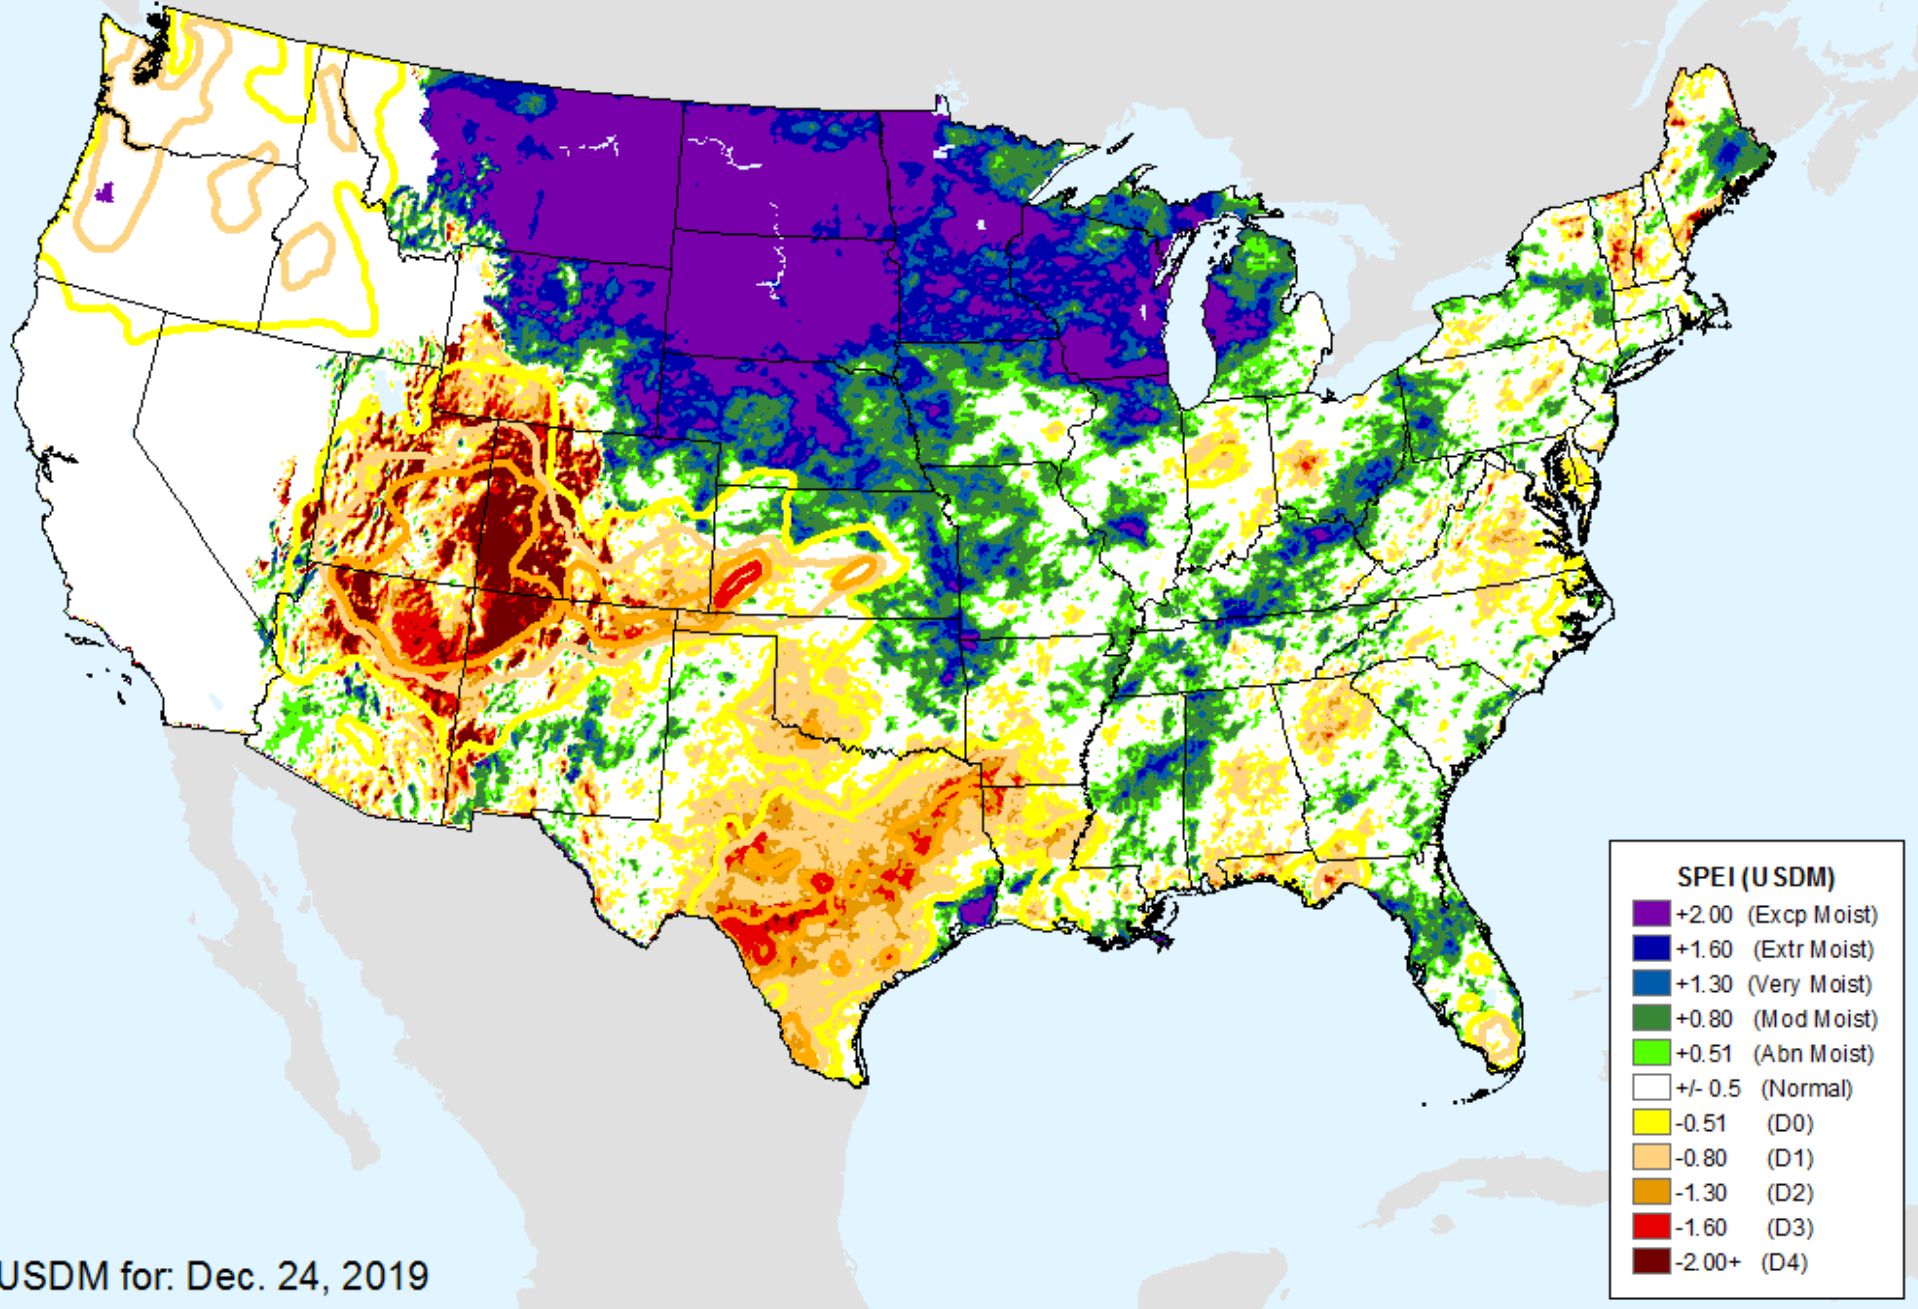 SPEI (USDM)
+2.00 (Excp Moist)
+1.60 (Extr Moist)
+1.30 (Very Moist)
+0.80 (Mod Moist)
+0.51 (Abn Moist)
+/- 0.5 (Normal)
-0.51 (D0)
-0.80 (D1)
-1.30 (D2)
-1.60 (D3)
-2.00+ (D4)
USDM for: Dec. 24, 2019